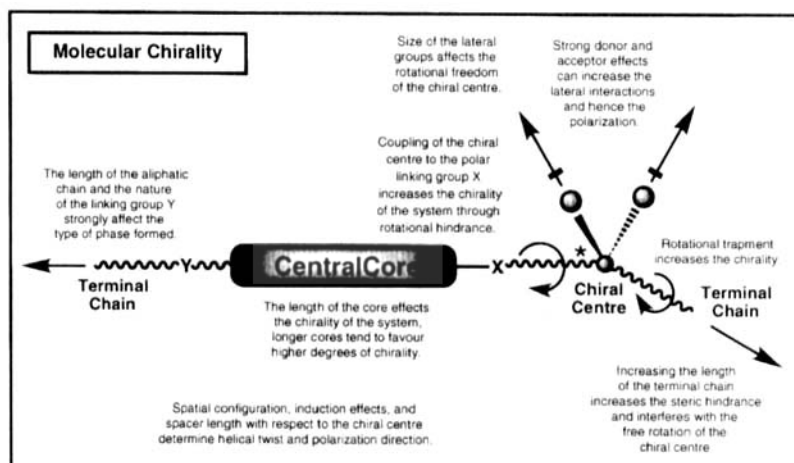 Molecular Chirality
Size of the lateral
groups affects the
rotational freedom
of the chiral centre.
Strong donor and
acceptor effects
can increase the
lateral interactions
and hence the
polarization.
The length of the aliphatic
chain and the nature
of the linking group Y
strongly affect the
type of phase formed.
Coupling of the chiral
centre to the polar
linking group X
increases the chirality
of the system through
rotational hindrance.
Rotational trapment
increases the chirality
Y
CentralCore
X
*
Terminal
Chain
Chiral
Centre
Terminal
Chain
The length of the core effects
the chirality of the system,
longer cores tend to favour
higher degrees of chirality.
Increasing the length
of the terminal chain
increases the steric hindrance
and interferes with the
free rotation of the
chiral centre
Spatial configuration, induction effects, and
spacer length with respect to the chiral centre
determine helical twist and polarization direction.